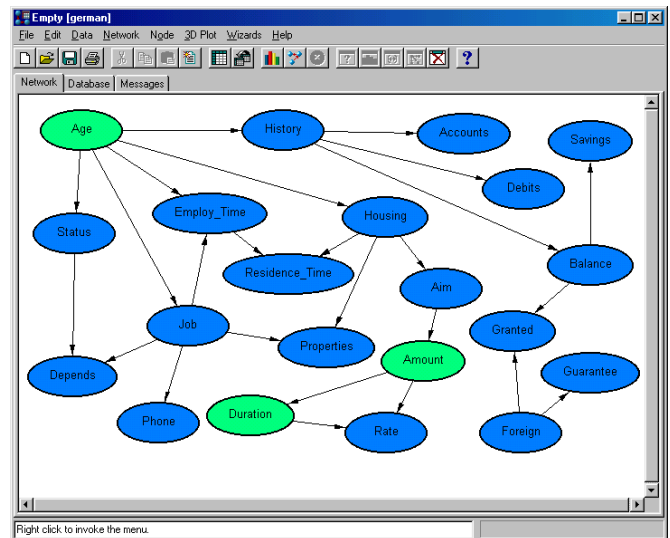 Empty [german]
File Edit Data Network Node 3D Plot Wizards Help
Network Database Messages
Age
History
Accounts
Savings
Debits
Employ_Time
Housing
Status
Residence_Time
Balance
Aim
Job
Granted
Properties
Amount
Guarantee
Depends
Duration
Phone
Rate
Foreign
Right click to invoke the menu.